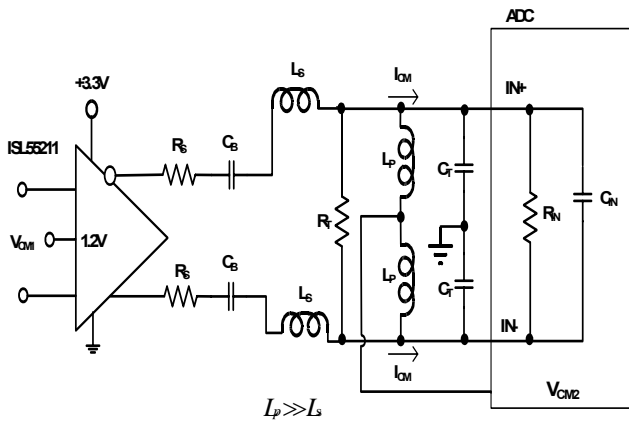 ADC
+3.3V
LS
ICM
IN+
ISL55211
RS
CB
LP
CT
CIN
VCM1
1.2V
RT
RIN
RS
CB
LP
CT
LS
IN-
ICM
VCM2
Lp>>Ls